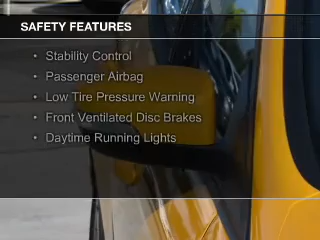 SAFETY FEATURES
• Stability Control
• Passenger Airbag
• Low Tire Pressure Warning
• Front Ventilated Disc Brakes
• Daytime Running Lights